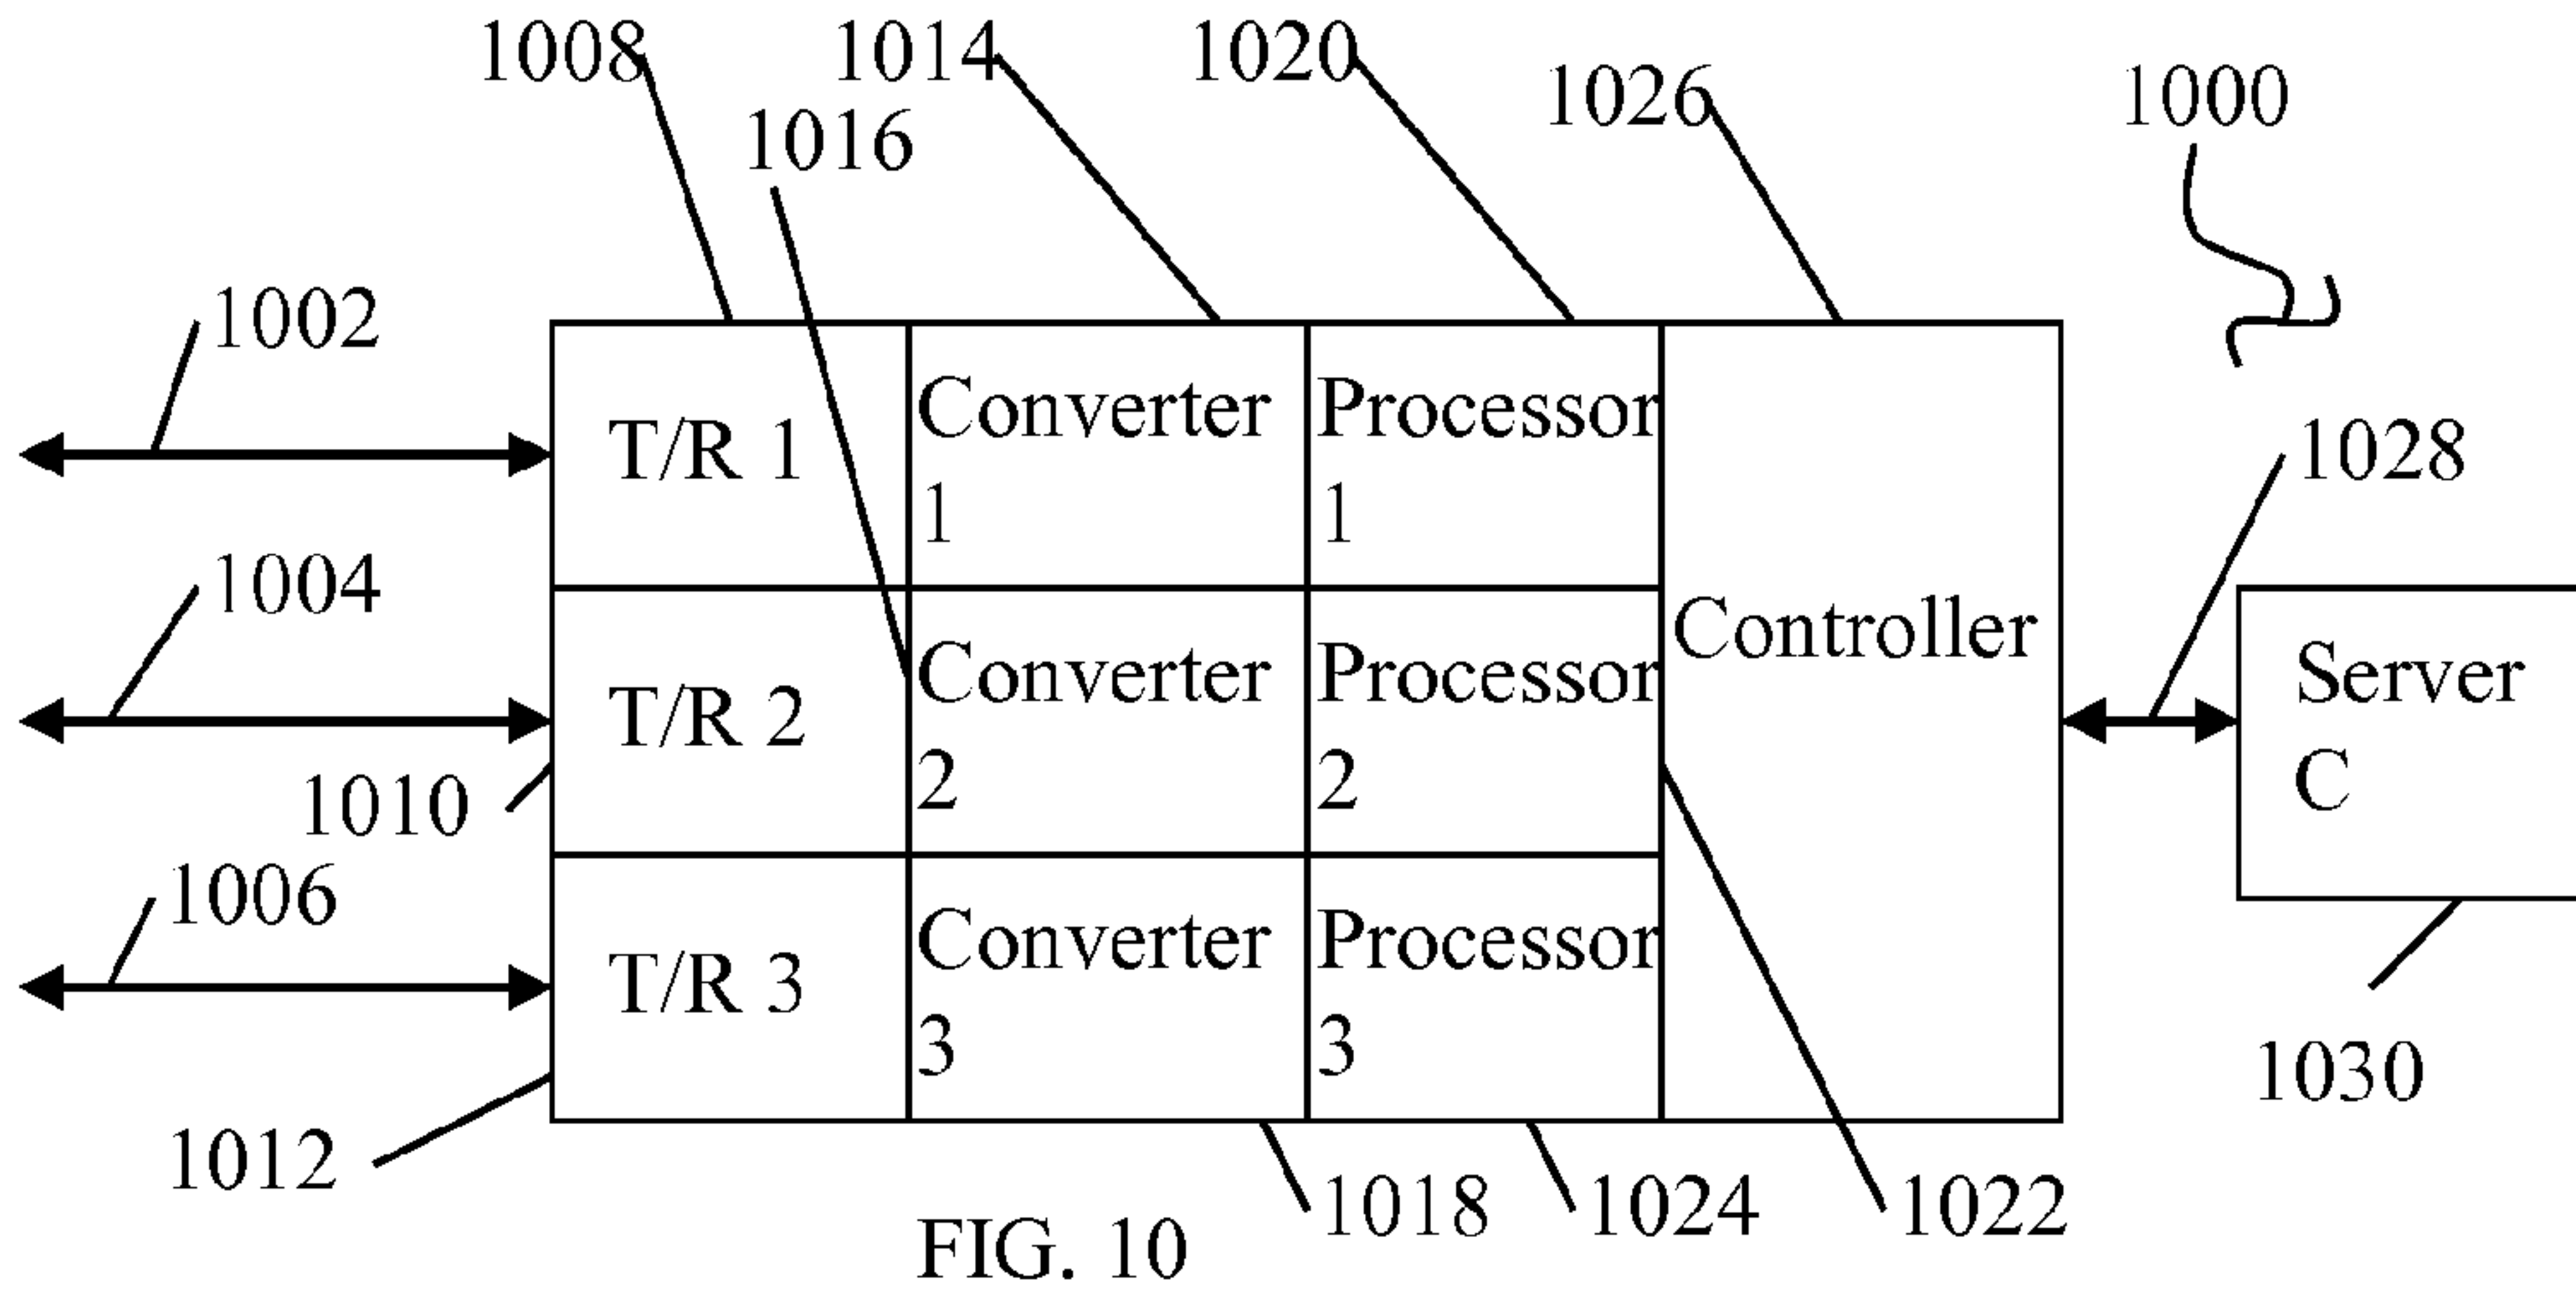 1008
1014
1020
1026
1000
1016
1002
1028
1004
1010
1006
1012
T/R 1
Converter
1
Processor
1
Controller
T/R 2
Converter
2
Processor
2
Server
C
T/R 3
Converter
3
Processor
3
1030
1018
1024
1022
FIG. 10